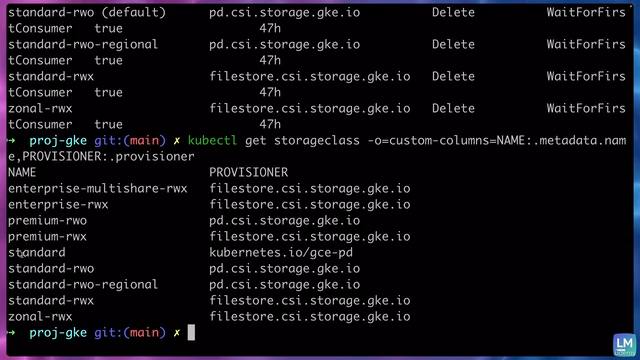 standard-rwo (default) pd.csi.storage.gke.io Delete WaitForFirs
tConsumer true 47h
standard-rwo-regional pd.csi.storage.gke.io Delete WaitForFirs
tConsumer true 47h
standard-rwx filestore.csi.storage.gke.io Delete WaitForFirs
tConsumer true 47h
zonal-rwx filestore.csi.storage.gke.io Delete WaitForFirs
tConsumer true 47h
→ proj-gke git:(main) ✗ kubectl get storageclass -o=custom-columns=NAME:.metadata.nam
e,PROVISIONER:.provisioner
NAME PROVISIONER
enterprise-multishare-rwx filestore.csi.storage.gke.io
enterprise-rwx filestore.csi.storage.gke.io
premium-rwo pd.csi.storage.gke.io
premium-rwx filestore.csi.storage.gke.io
standard kubernetes.io/gce-pd
standard-rwo pd.csi.storage.gke.io
standard-rwo-regional pd.csi.storage.gke.io
standard-rwx filestore.csi.storage.gke.io
zonal-rwx filestore.csi.storage.gke.io
→ proj-gke git:(main) ✗
LM